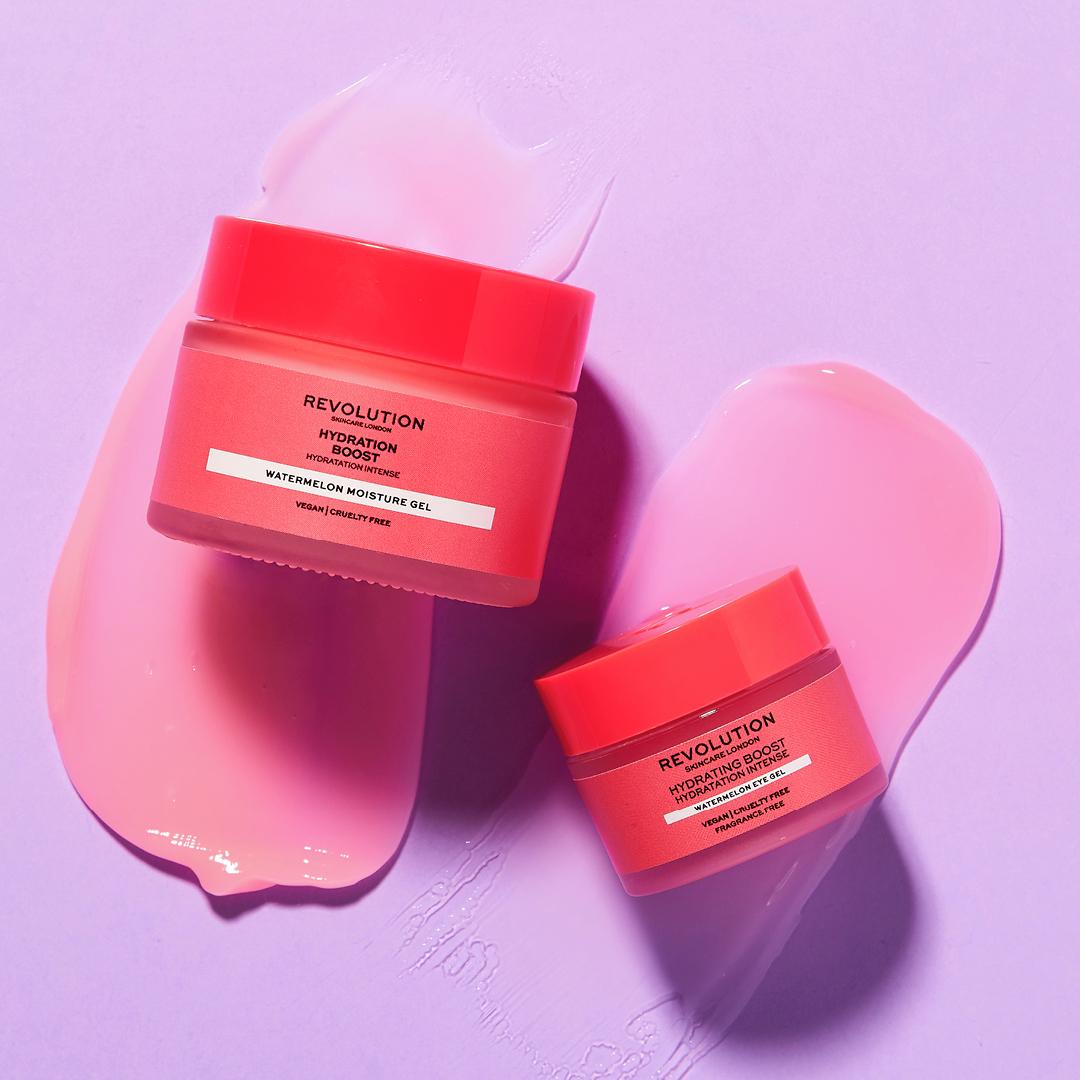 REVOLUTION
SKINCARE LONDON
HYDRATION
BOOST
HYDRATATION INTENSE
WATERMELON MOISTURE GEL
VEGAN | CRUELTY FREE
REVOLUTION
SKINCARE LONDON
HYDRATING BOOST
HYDRATATION INTENSE
WATERMELON EYE GEL
VEGAN | CRUELTY FREE
FRAGRANCE FREE